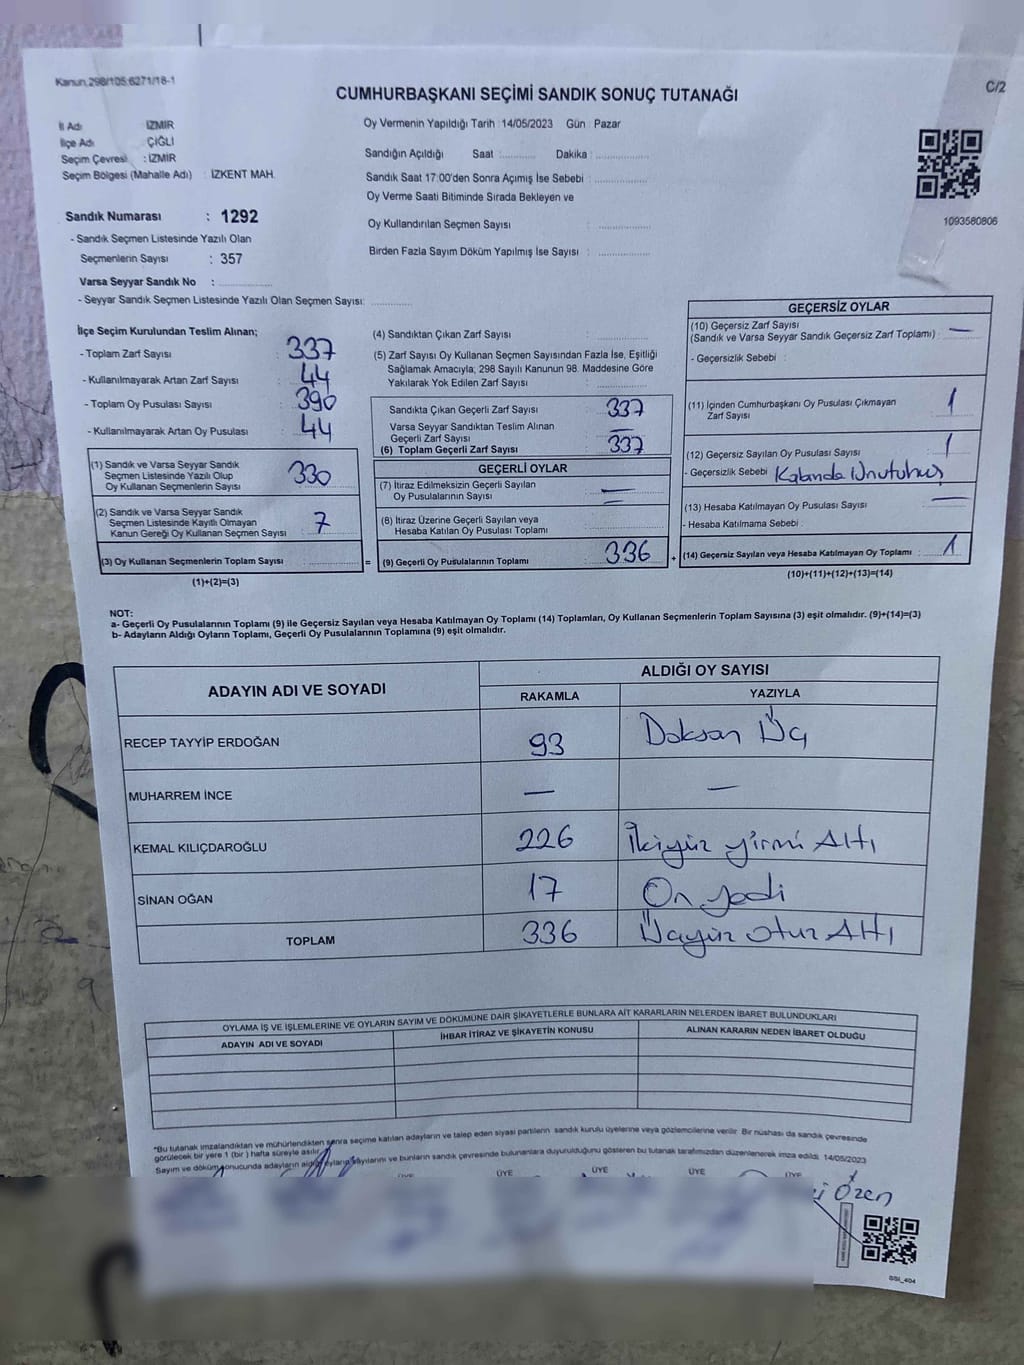 Kanun,298/105;6271/18-1
C/2
CUMHURBAŞKANI SEÇİMİ SANDIK SONUÇ TUTANAĞI
Oy Vermenin Yapıldığı Tarih : 14/05/2023 Gün : Pazar
İl Adı : İZMİR
İlçe Adı : ÇİĞLİ
Seçim Çevresi : İZMİR
Seçim Bölgesi (Mahalle Adı) : İZKENT MAH.
Sandık Numarası : 1292
- Sandık Seçmen Listesinde Yazılı Olan
Seçmenlerin Sayısı : 357
Varsa Seyyar Sandık No : ..............
- Seyyar Sandık Seçmen Listesinde Yazılı Olan Seçmen Sayısı: ............
Sandığın Açıldığı Saat :.......... Dakika :..............
Sandık Saat 17:00'den Sonra Açımış İse Sebebi : ..............
Oy Verme Saati Bitiminde Sırada Bekleyen ve
Oy Kullandırılan Seçmen Sayısı : ..............
Birden Fazla Sayım Döküm Yapılmış İse Sayısı : ..............
1093580806
İlçe Seçim Kurulundan Teslim Alınan;
- Toplam Zarf Sayısı : 337
- Kullanılmayarak Artan Zarf Sayısı : 44
- Toplam Oy Pusulası Sayısı : 390
- Kullanılmayarak Artan Oy Pusulası : 44
(1) Sandık ve Varsa Seyyar Sandık
Seçmen Listesinde Yazılı Olup
Oy Kullanan Seçmenlerin Sayısı : 330
(2) Sandık ve Varsa Seyyar Sandık
Seçmen Listesinde Kayıtlı Olmayan
Kanun Gereği Oy Kullanan Seçmen Sayısı : 7
(3) Oy Kullanan Seçmenlerin Toplam Sayısı : ..............
(1)+(2)=(3)
=
(4) Sandıktan Çıkan Zarf Sayısı : ..............
(5) Zarf Sayısı Oy Kullanan Seçmen Sayısından Fazla İse, Eşitliği
Sağlamak Amacıyla, 298 Sayılı Kanunun 98. Maddesine Göre
Yakılarak Yok Edilen Zarf Sayısı : ..............
Sandıkta Çıkan Geçerli Zarf Sayısı : 337
Varsa Seyyar Sandıktan Teslim Alınan
Geçerli Zarf Sayısı : —
(6) Toplam Geçerli Zarf Sayısı : 337
GEÇERLİ OYLAR
(7) İtiraz Edilmeksizin Geçerli Sayılan
Oy Pusulalarının Sayısı : —
(8) İtiraz Üzerine Geçerli Sayılan veya
Hesaba Katılan Oy Pusulası Toplamı : —
(9) Geçerli Oy Pusulalarının Toplamı : 336
+
GEÇERSİZ OYLAR
(10) Geçersiz Zarf Sayısı
(Sandık ve Varsa Seyyar Sandık Geçersiz Zarf Toplamı) : —
- Geçersizlik Sebebi :
(11) İçinden Cumhurbaşkanı Oy Pusulası Çıkmayan
Zarf Sayısı : 1
(12) Geçersiz Sayılan Oy Pusulası Sayısı : 1
- Geçersizlik Sebebi : Kabinde Unutulmuş
(13) Hesaba Katılmayan Oy Pusulası Sayısı : —
- Hesaba Katılmama Sebebi :
(14) Geçersiz Sayılan veya Hesaba Katılmayan Oy Toplamı : 1
(10)+(11)+(12)+(13)=(14)
NOT:
a- Geçerli Oy Pusulalarının Toplamı (9) ile Geçersiz Sayılan veya Hesaba Katılmayan Oy Toplamı (14) Toplamları, Oy Kullanan Seçmenlerin Toplam Sayısına (3) eşit olmalıdır. (9)+(14)=(3)
b- Adayların Aldığı Oyların Toplamı, Geçerli Oy Pusulalarının Toplamına (9) eşit olmalıdır.
ADAYIN ADI VE SOYADI ALDIĞI OY SAYISI
RAKAMLA YAZIYLA
RECEP TAYYİP ERDOĞAN 93 Doksan Üç
MUHARREM İNCE — —
KEMAL KILIÇDAROĞLU 226 İkiyüz yirmi Altı
SİNAN OĞAN 17 On yedi
TOPLAM 336 Üçyüz otuz Altı
OYLAMA İŞ VE İŞLEMLERİNE VE OYLARIN SAYIM VE DÖKÜMÜNE DAİR ŞİKAYETLERLE BUNLARA AİT KARARLARIN NELERDEN İBARET BULUNDUKLARI
ADAYIN ADI VE SOYADI İHBAR İTİRAZ VE ŞİKAYETİN KONUSU ALINAN KARARIN NEDEN İBARET OLDUĞU
*Bu tutanak imzalandıktan ve mühürlendikten sonra seçime katılan adayların ve talep eden siyasi partilerin sandık kurulu üyelerine veya gözlemcilerine verilir. Bir nüshası da sandık çevresinde
görülecek bir yere 1 (bir) hafta süreyle asılır.
Sayım ve döküm sonucunda adayların aldığı oyların sayılarını ve bunların sandık çevresinde bulunanlara duyurulduğunu gösteren bu tutanak tarafımızdan düzenlenerek imza edildi. 14/05/2023
ÜYE ÜYE ÜYE ÜYE ÜYE
Özen
SSI_404